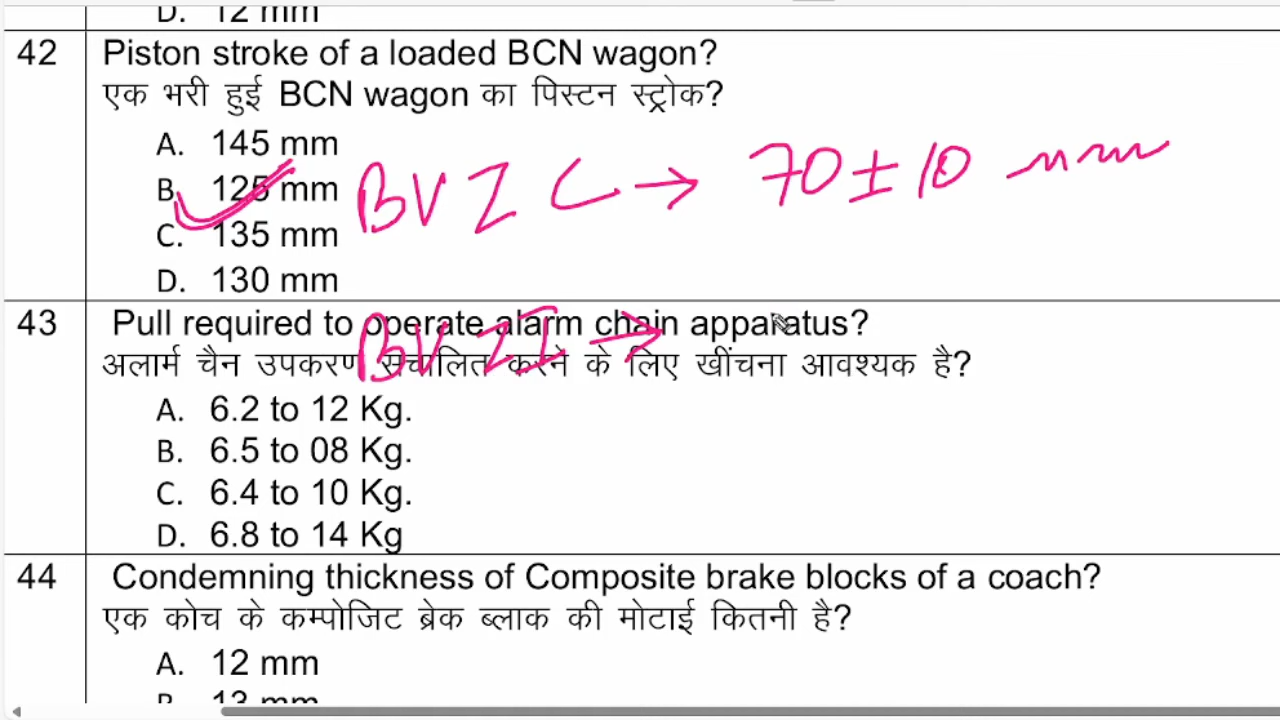 D. 12 mm
42 Piston stroke of a loaded BCN wagon?
एक भरी हुई BCN wagon का पिस्टन स्ट्रोक?
A. 145 mm
B. 125 mm
BVZC → 70 ± 10 mm
C. 135 mm
D. 130 mm
43 Pull required to operate alarm chain apparatus?
BVZI →
अलार्म चैन उपकरण संचालित करने के लिए खींचना आवश्यक है?
A. 6.2 to 12 Kg.
B. 6.5 to 08 Kg.
C. 6.4 to 10 Kg.
D. 6.8 to 14 Kg
44 Condemning thickness of Composite brake blocks of a coach?
एक कोच के कम्पोजिट ब्रेक ब्लाक की मोटाई कितनी है?
A. 12 mm
B. 13 mm